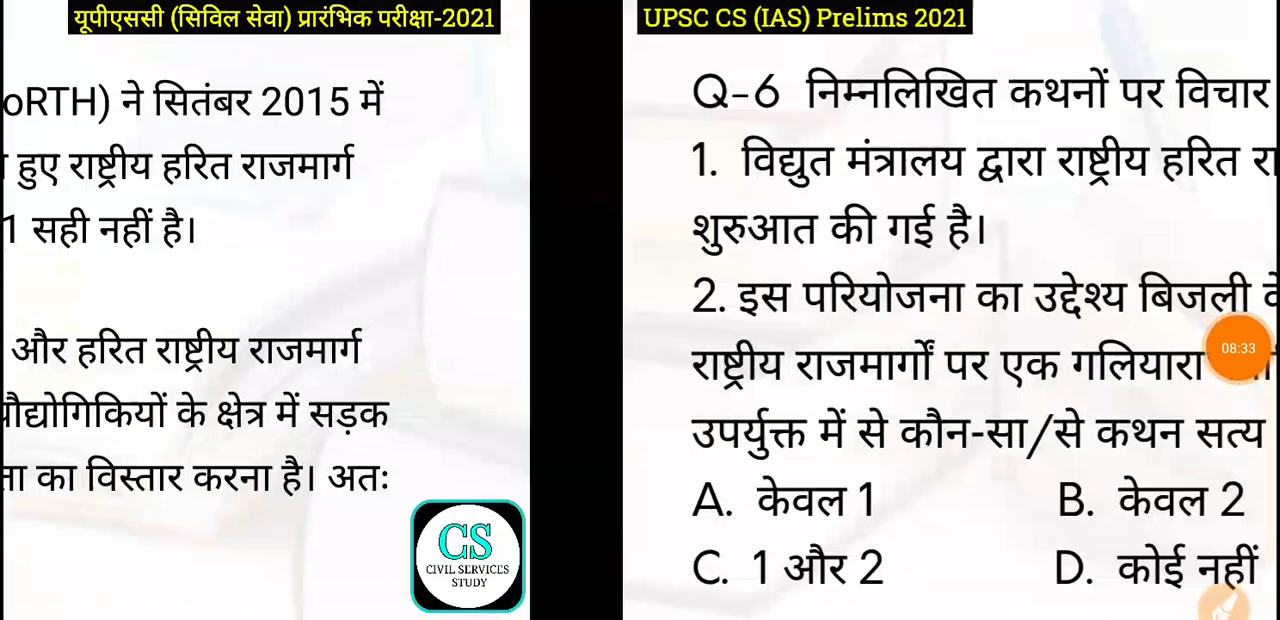 यूपीएससी (सिविल सेवा) प्रारंभिक परीक्षा-2021
oRTH) ने सितंबर 2015 में
हुए राष्ट्रीय हरित राजमार्ग
1 सही नहीं है।
और हरित राष्ट्रीय राजमार्ग
प्रौद्योगिकियों के क्षेत्र में सड़क
का विस्तार करना है। अतः
CS
CIVIL SERVICES
STUDY
UPSC CS (IAS) Prelims 2021
Q-6 निम्नलिखित कथनों पर विचार
1. विद्युत मंत्रालय द्वारा राष्ट्रीय हरित रा
शुरुआत की गई है।
2. इस परियोजना का उद्देश्य बिजली
राष्ट्रीय राजमार्गों पर एक गलियारा
08:33
उपर्युक्त में से कौन-सा/से कथन सत्य
A. केवल 1 B. केवल 2
C. 1 और 2 D. कोई नहीं